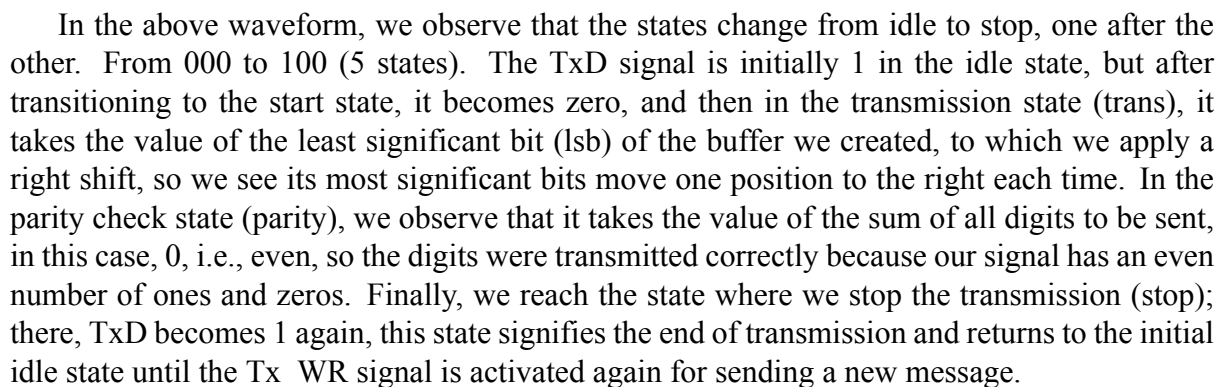 In the above waveform, we observe that the states change from idle to stop, one after the
other. From 000 to 100 (5 states). The TxD signal is initially 1 in the idle state, but after
transitioning to the start state, it becomes zero, and then in the transmission state (trans), it
takes the value of the least significant bit (lsb) of the buffer we created, to which we apply a
right shift, so we see its most significant bits move one position to the right each time. In the
parity check state (parity), we observe that it takes the value of the sum of all digits to be sent,
in this case, 0, i.e., even, so the digits were transmitted correctly because our signal has an even
number of ones and zeros. Finally, we reach the state where we stop the transmission (stop);
there, TxD becomes 1 again, this state signifies the end of transmission and returns to the initial
idle state until the Tx WR signal is activated again for sending a new message.